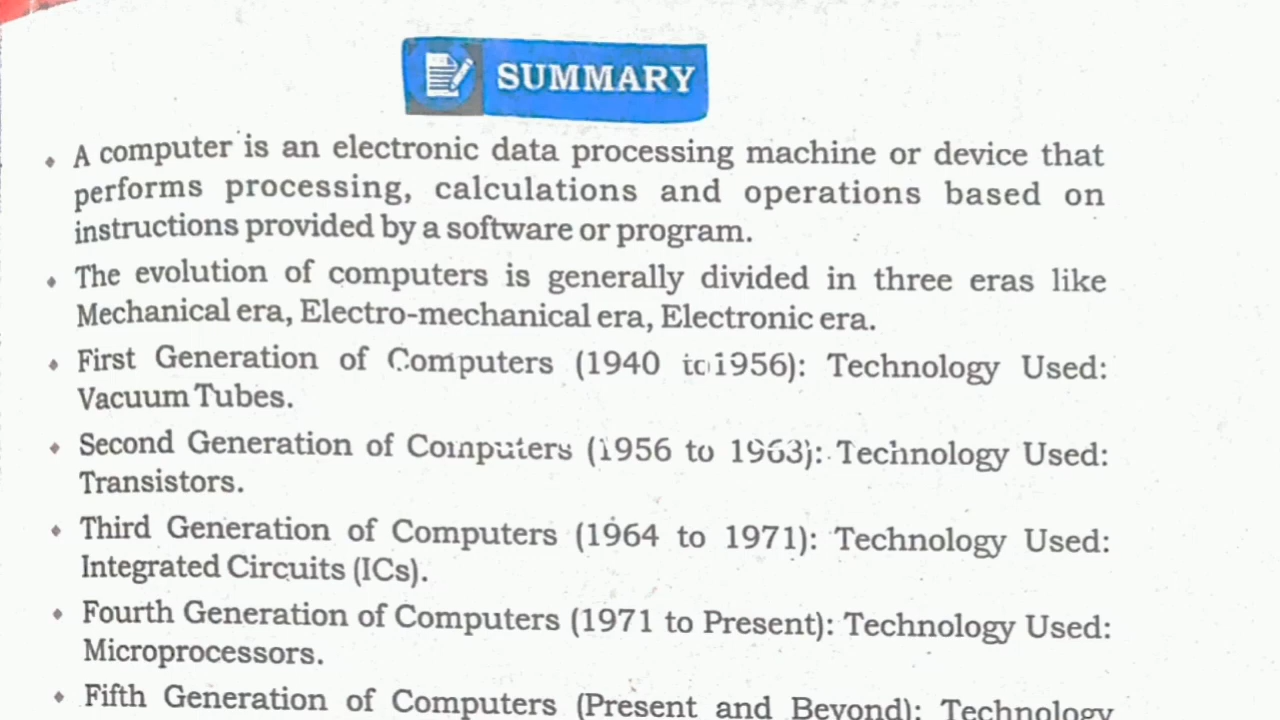 SUMMARY
A computer is an electronic data processing machine or device that
performs processing, calculations and operations based on
instructions provided by a software or program.
The evolution of computers is generally divided in three eras like
Mechanical era, Electro-mechanical era, Electronic era.
First Generation of Computers (1940 to 1956): Technology Used:
Vacuum Tubes.
Second Generation of Computers (1956 to 1963): Technology Used:
Transistors.
Third Generation of Computers (1964 to 1971): Technology Used:
Integrated Circuits (ICs).
Fourth Generation of Computers (1971 to Present): Technology Used:
Microprocessors.
Fifth Generation of Computers (Present and Beyond): Technology